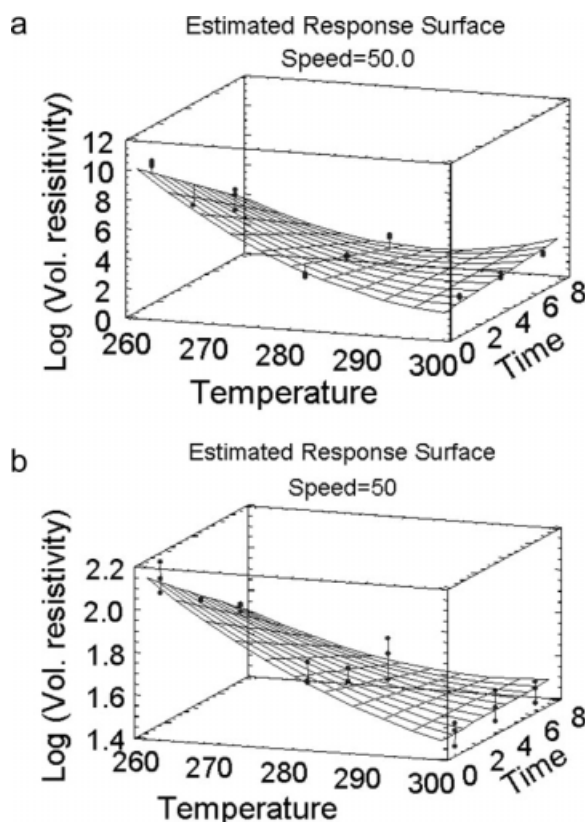 a
Estimated Response Surface
Speed=50.0
Log (Vol. resisitivity)
12
10
8
6
4
2
0
260 270 280 290 300
Temperature
0 2 4 6 8
Time
b
Estimated Response Surface
Speed=50
Log (Vol. resistivity)
2.2
2.0
1.8
1.6
1.4
260 270 280 290 300
Temperature
0 2 4 6 8
Time